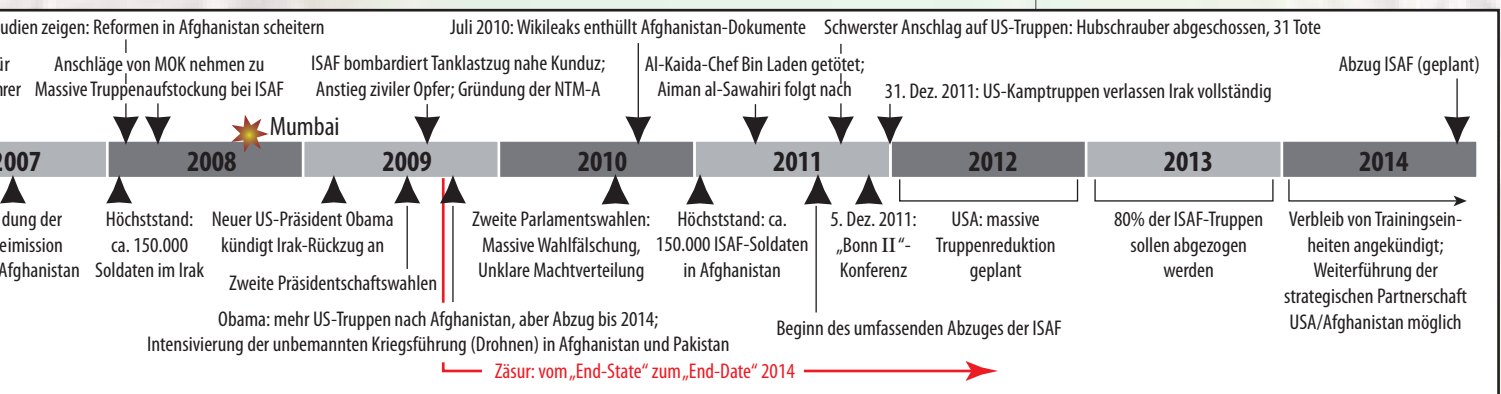 udien zeigen: Reformen in Afghanistan scheitern
Juli 2010: Wikileaks enthüllt Afghanistan-Dokumente
Schwerster Anschlag auf US-Truppen: Hubschrauber abgeschossen, 31 Tote
ür
hrer
Anschläge von MOK nehmen zu
Massive Truppenaufstockung bei ISAF
ISAF bombardiert Tanklastzug nahe Kunduz;
Anstieg ziviler Opfer; Gründung der NTM-A
Al-Kaida-Chef Bin Laden getötet;
Aiman al-Sawahiri folgt nach
31. Dez. 2011: US-Kamptruppen verlassen Irak vollständig
Abzug ISAF (geplant)
Mumbai
2007
2008
2009
2010
2011
2012
2013
2014
dung der
eimission
Afghanistan
Höchststand:
ca. 150.000
Soldaten im Irak
Neuer US-Präsident Obama
kündigt Irak-Rückzug an
Zweite Präsidentschaftswahlen
Zweite Parlamentswahlen:
Massive Wahlfälschung,
Unklare Machtverteilung
Höchststand: ca.
150.000 ISAF-Soldaten
in Afghanistan
5. Dez. 2011:
„Bonn II“-
Konferenz
USA: massive
Truppenreduktion
geplant
80% der ISAF-Truppen
sollen abgezogen
werden
Verbleib von Trainingsein-
heiten angekündigt;
Weiterführung der
strategischen Partnerschaft
USA/Afghanistan möglich
Obama: mehr US-Truppen nach Afghanistan, aber Abzug bis 2014;
Intensivierung der unbemannten Kriegsführung (Drohnen) in Afghanistan und Pakistan
Beginn des umfassenden Abzuges der ISAF
Zäsur: vom „End-State“ zum „End-Date“ 2014